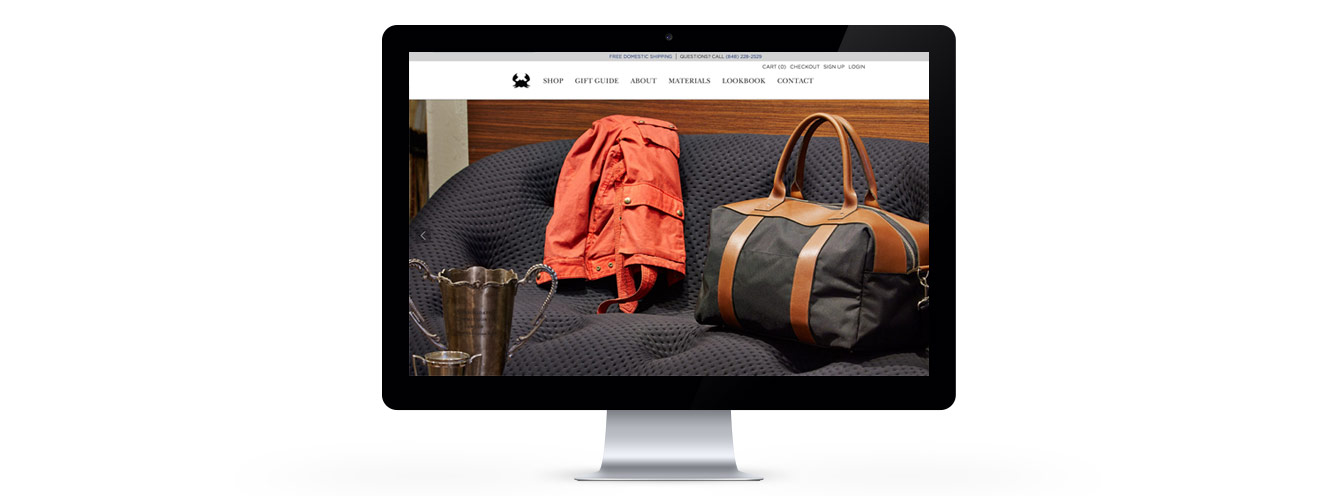 FREE DOMESTIC SHIPPING | QUESTIONS? CALL (848) 228-2029
CART (0) CHECKOUT SIGN UP LOGIN
SHOP GIFT GUIDE ABOUT MATERIALS LOOKBOOK CONTACT